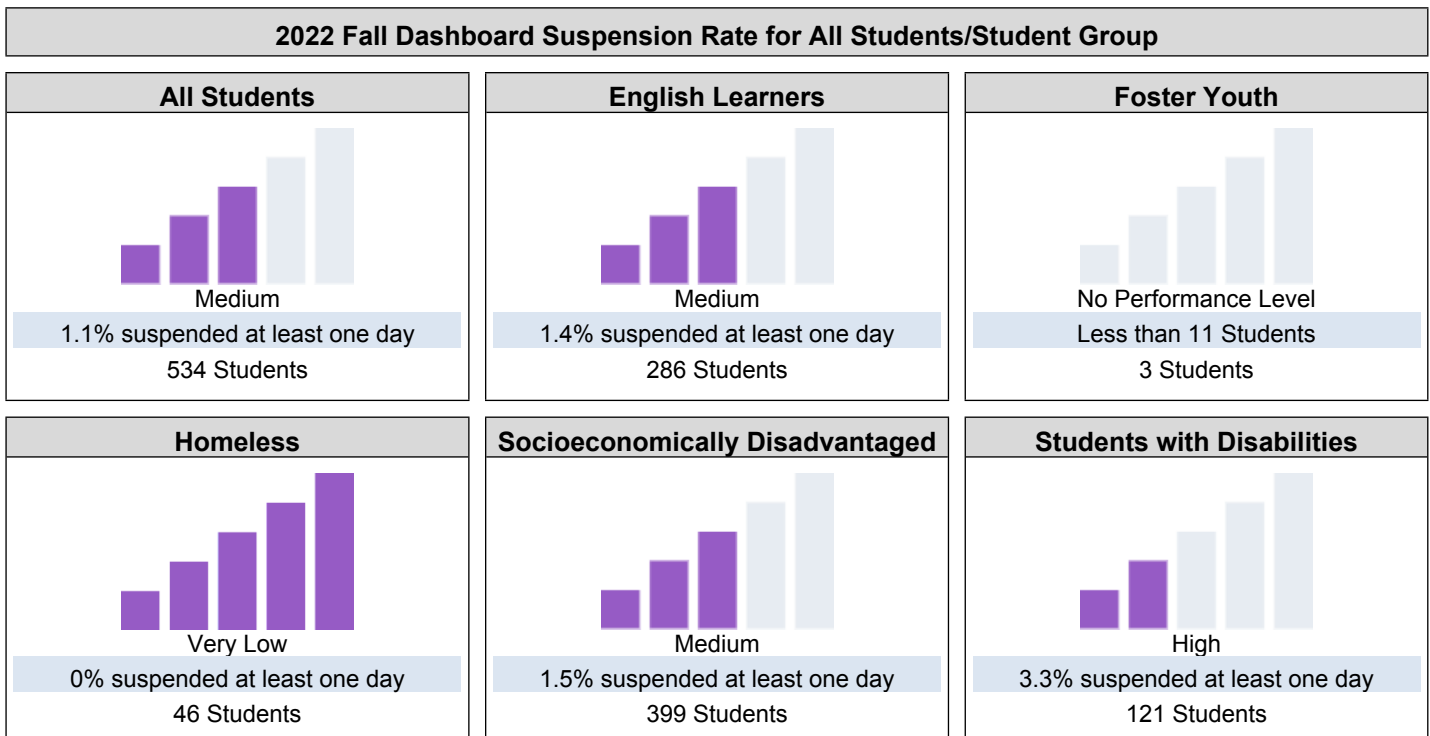 2022 Fall Dashboard Suspension Rate for All Students/Student Group
All Students
Medium
1.1% suspended at least one day
534 Students
English Learners
Medium
1.4% suspended at least one day
286 Students
Foster Youth
No Performance Level
Less than 11 Students
3 Students
Homeless
Very Low
0% suspended at least one day
46 Students
Socioeconomically Disadvantaged
Medium
1.5% suspended at least one day
399 Students
Students with Disabilities
High
3.3% suspended at least one day
121 Students